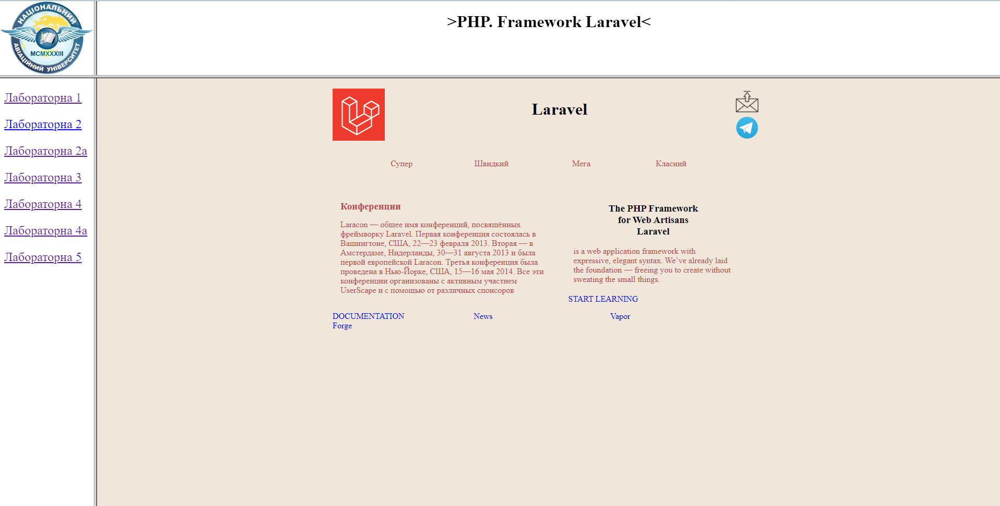 НАЦІОНАЛЬНИЙ
MCMXXXIII
АВІАЦІЙНИЙ УНІВЕРСИТЕТ
>PHP. Framework Laravel<
Лабораторна 1
Лабораторна 2
Лабораторна 2а
Лабораторна 3
Лабораторна 4
Лабораторна 4а
Лабораторна 5
Laravel
Супер Швидкий Мега Класний
Конференции
Laracon — общее имя конференций, посвящённых
фреймворку Laravel. Первая конференция состоялась в
Вашингтоне, США, 22—23 февраля 2013. Вторая — в
Амстердаме, Нидерланды, 30—31 августа 2013 и была
первой европейской Laracon. Третья конференция была
проведена в Нью-Йорке, США, 15—16 мая 2014. Все эти
конференции организованы с активным участием
UserScape и с помощью от различных спонсоров
The PHP Framework
for Web Artisans
Laravel
is a web application framework with
expressive, elegant syntax. We’ve already laid
the foundation — freeing you to create without
sweating the small things.
START LEARNING
DOCUMENTATION News Vapor
Forge